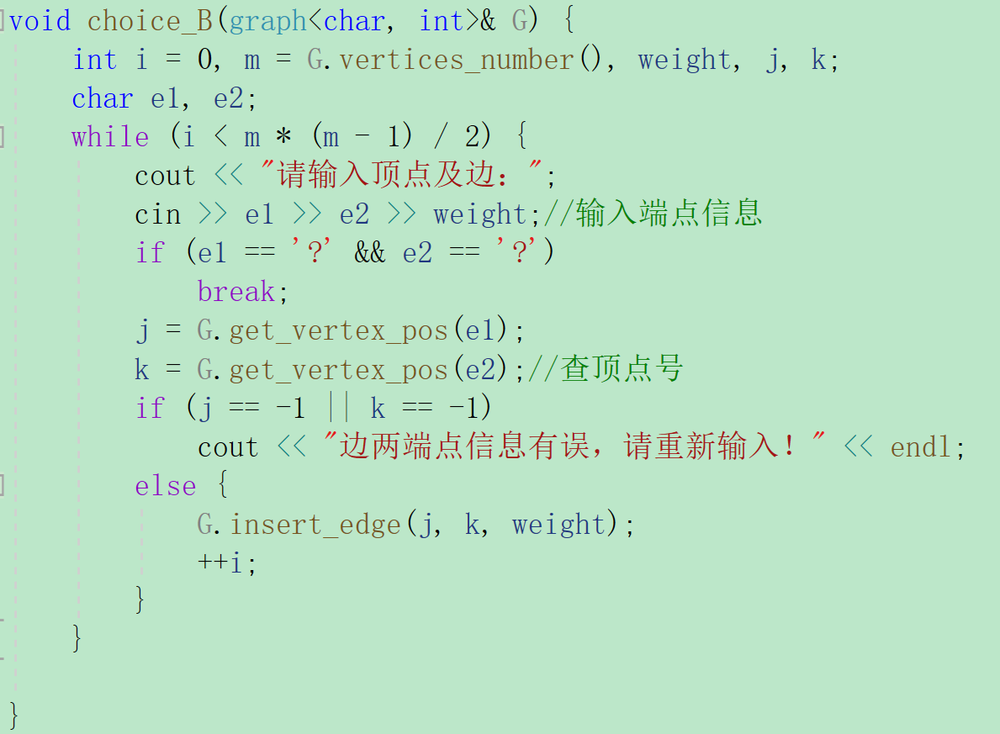 void choice_B(graph<char, int>& G) {
    int i = 0, m = G.vertices_number(), weight, j, k;
    char e1, e2;
    while (i < m * (m - 1) / 2) {
        cout << "请输入顶点及边：";
        cin >> e1 >> e2 >> weight;//输入端点信息
        if (e1 == '?' && e2 == '?')
            break;
        j = G.get_vertex_pos(e1);
        k = G.get_vertex_pos(e2);//查顶点号
        if (j == -1 || k == -1)
            cout << "边两端点信息有误，请重新输入！" << endl;
        else {
            G.insert_edge(j, k, weight);
            ++i;
        }
    }
}